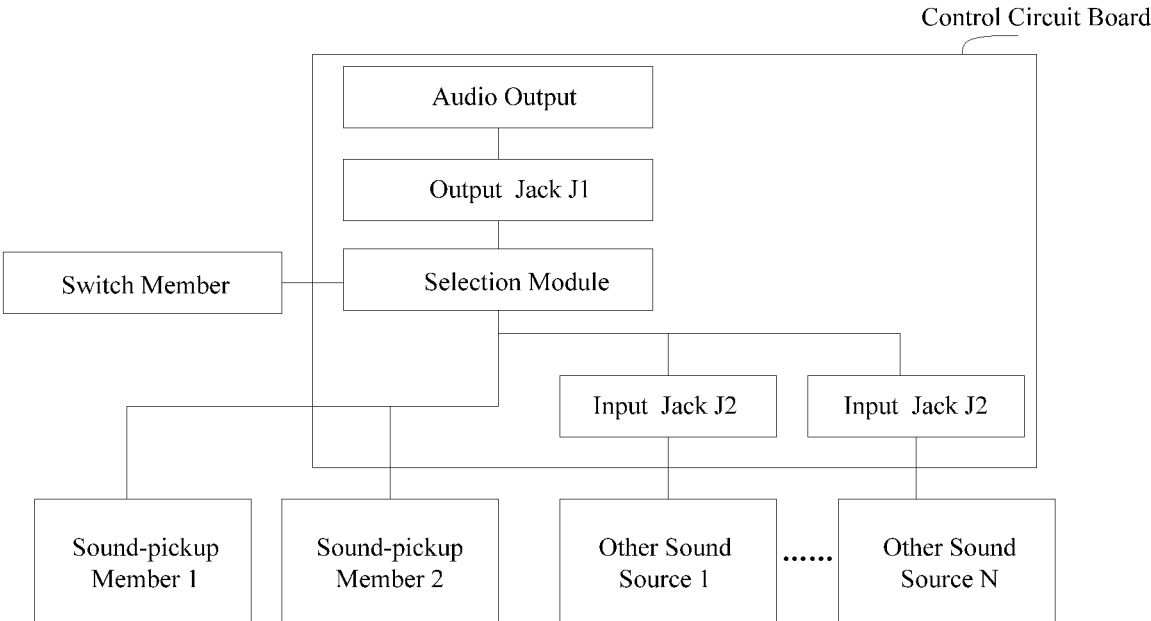 Control Circuit Board
Audio Output
Output Jack J1
Switch Member
Selection Module
Input Jack J2
Input Jack J2
Sound-pickup
Member 1
Sound-pickup
Member 2
Other Sound
Source 1
......
Other Sound
Source N